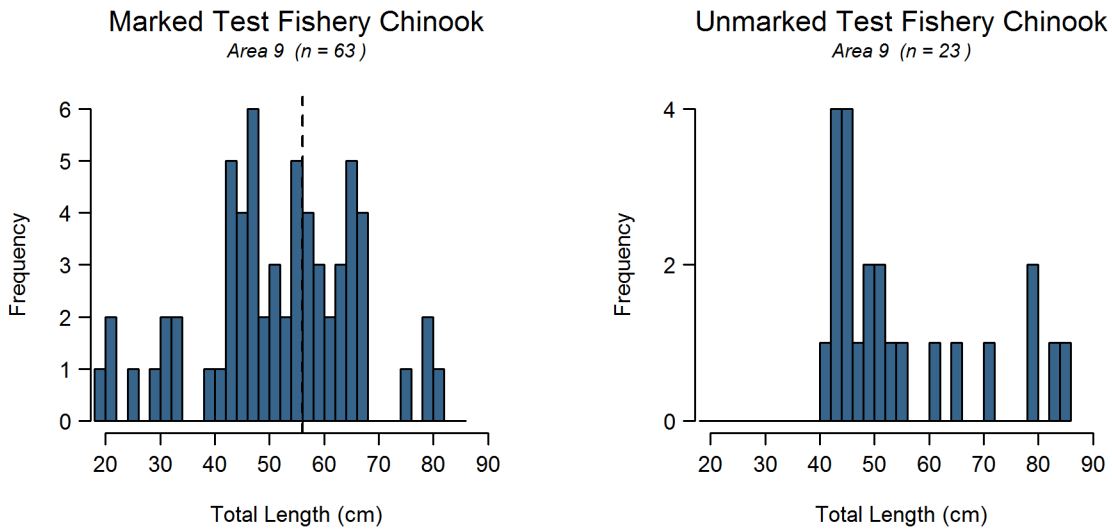 Marked Test Fishery Chinook
Area 9 (n = 63 )
Frequency
6
5
4
3
2
1
0
20 30 40 50 60 70 80 90
Total Length (cm)
Unmarked Test Fishery Chinook
Area 9 (n = 23 )
Frequency
4
2
0
20 30 40 50 60 70 80 90
Total Length (cm)